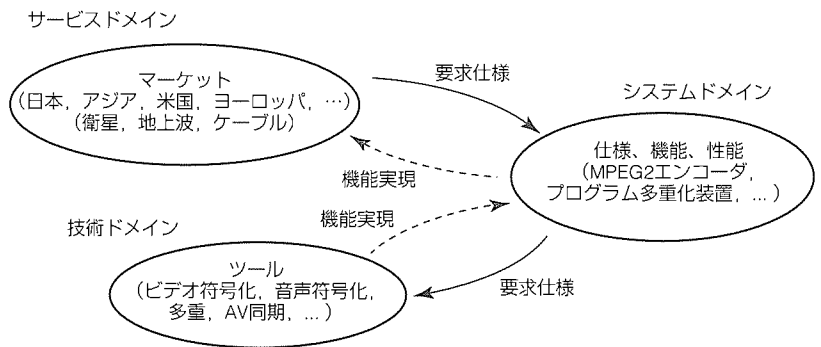 サービスドメイン
マーケット
（日本，アジア，米国，ヨーロッパ，…）
（衛星，地上波，ケーブル）
要求仕様
システムドメイン
仕様、機能、性能
（MPEG2エンコーダ，
プログラム多重化装置，...）
機能実現
機能実現
技術ドメイン
ツール
（ビデオ符号化，音声符号化，
多重，AV同期，...）
要求仕様